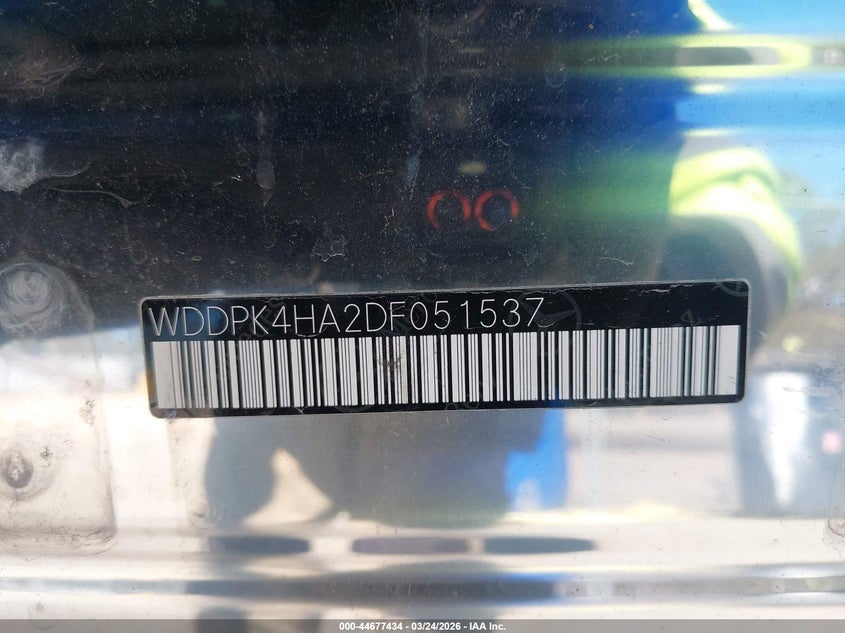 WDDPK4HA2DF051537
000-44677434 - 03/24/2026 - IAA Inc.